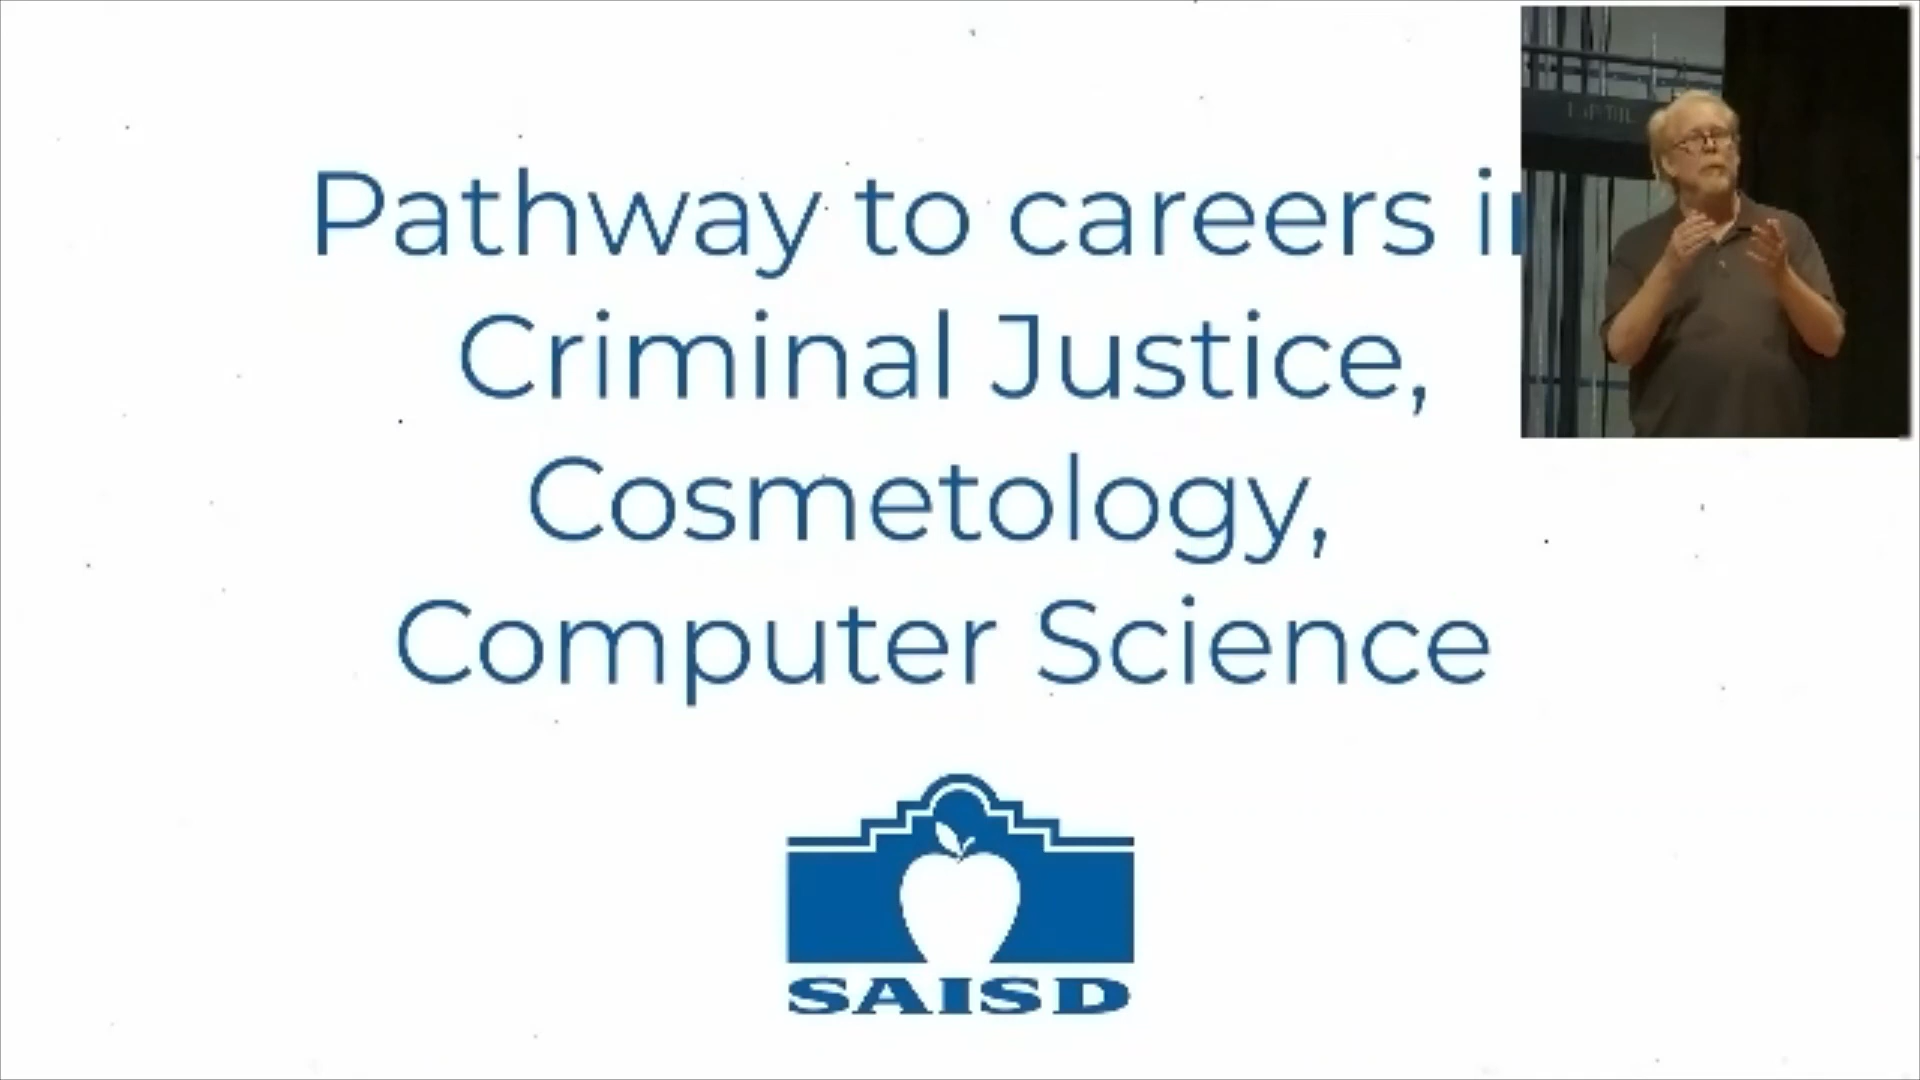 Pathway to careers i
Criminal Justice,
Cosmetology,
Computer Science
SAISD